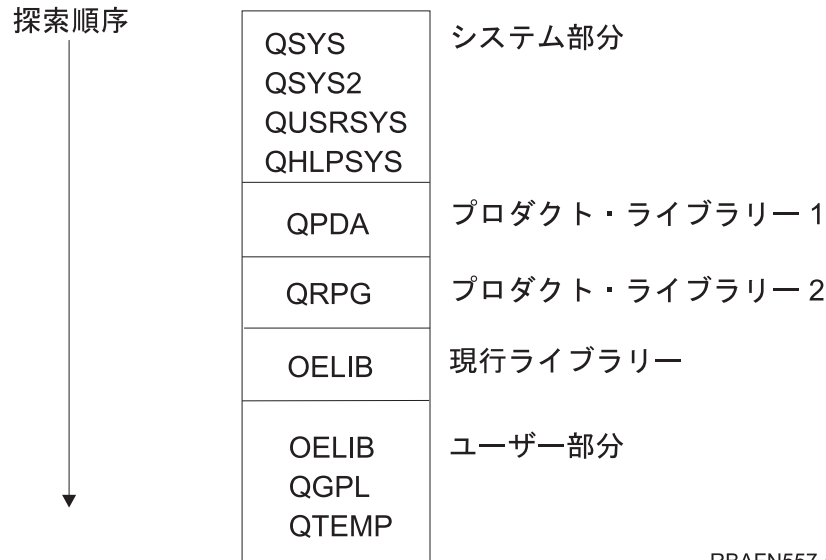 探索順序
QSYS
システム部分
QSYS2
QUSRSYS
QHLPSYS
QPDA
プロダクト・ライブラリー 1
QRPG
プロダクト・ライブラリー 2
OELIB
現行ライブラリー
OELIB
ユーザー部分
QGPL
QTEMP